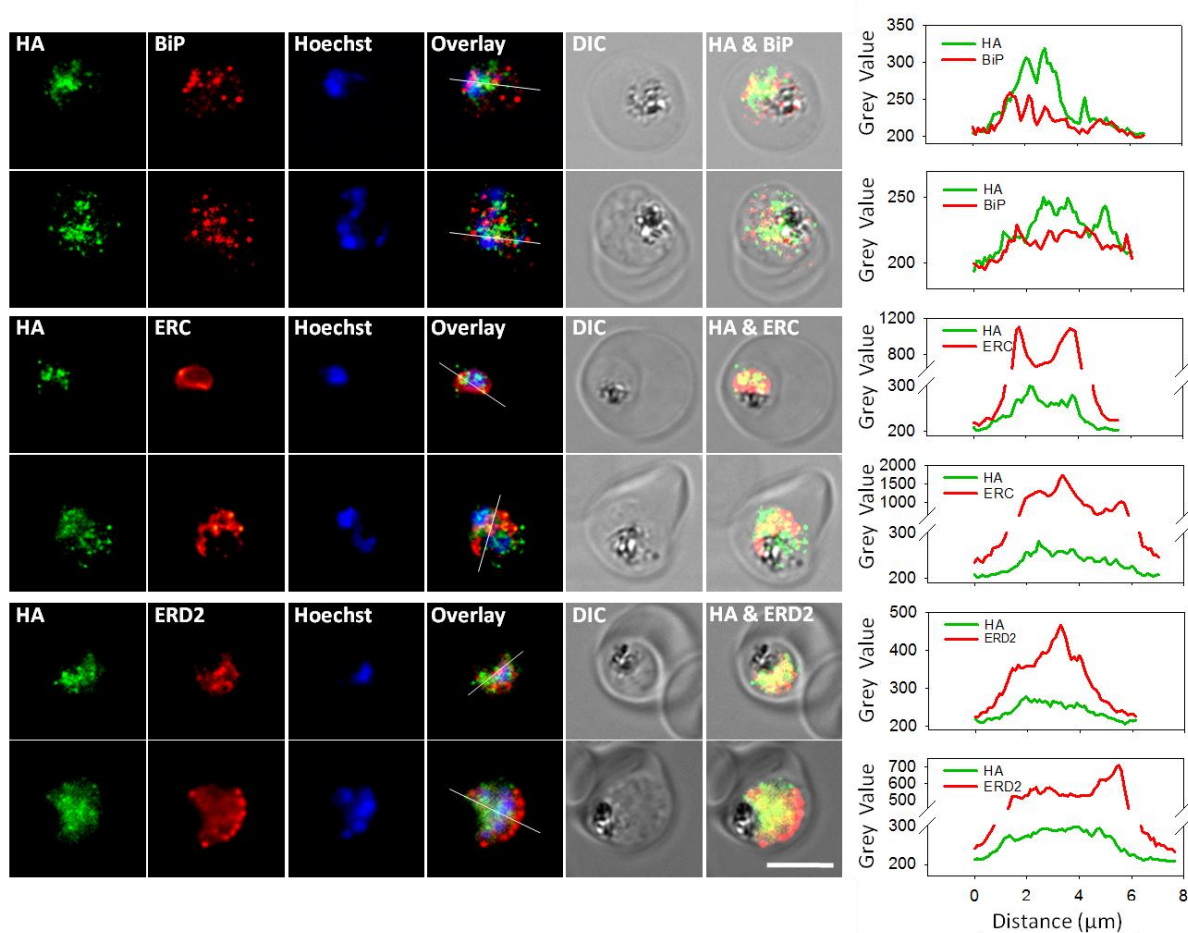 HA BiP Hoechst Overlay DIC HA & BiP
HA ERC Hoechst Overlay DIC HA & ERC
HA ERD2 Hoechst Overlay DIC HA & ERD2
350
300
250
200
Grey Value
HA
BiP
250
200
Grey Value
HA
BiP
1200
800
300
200
Grey Value
HA
ERC
2000
1500
1000
300
200
Grey Value
HA
ERC
500
400
300
200
Grey Value
HA
ERD2
700
600
500
300
200
Grey Value
HA
ERD2
0 2 4 6 8
Distance (µm)